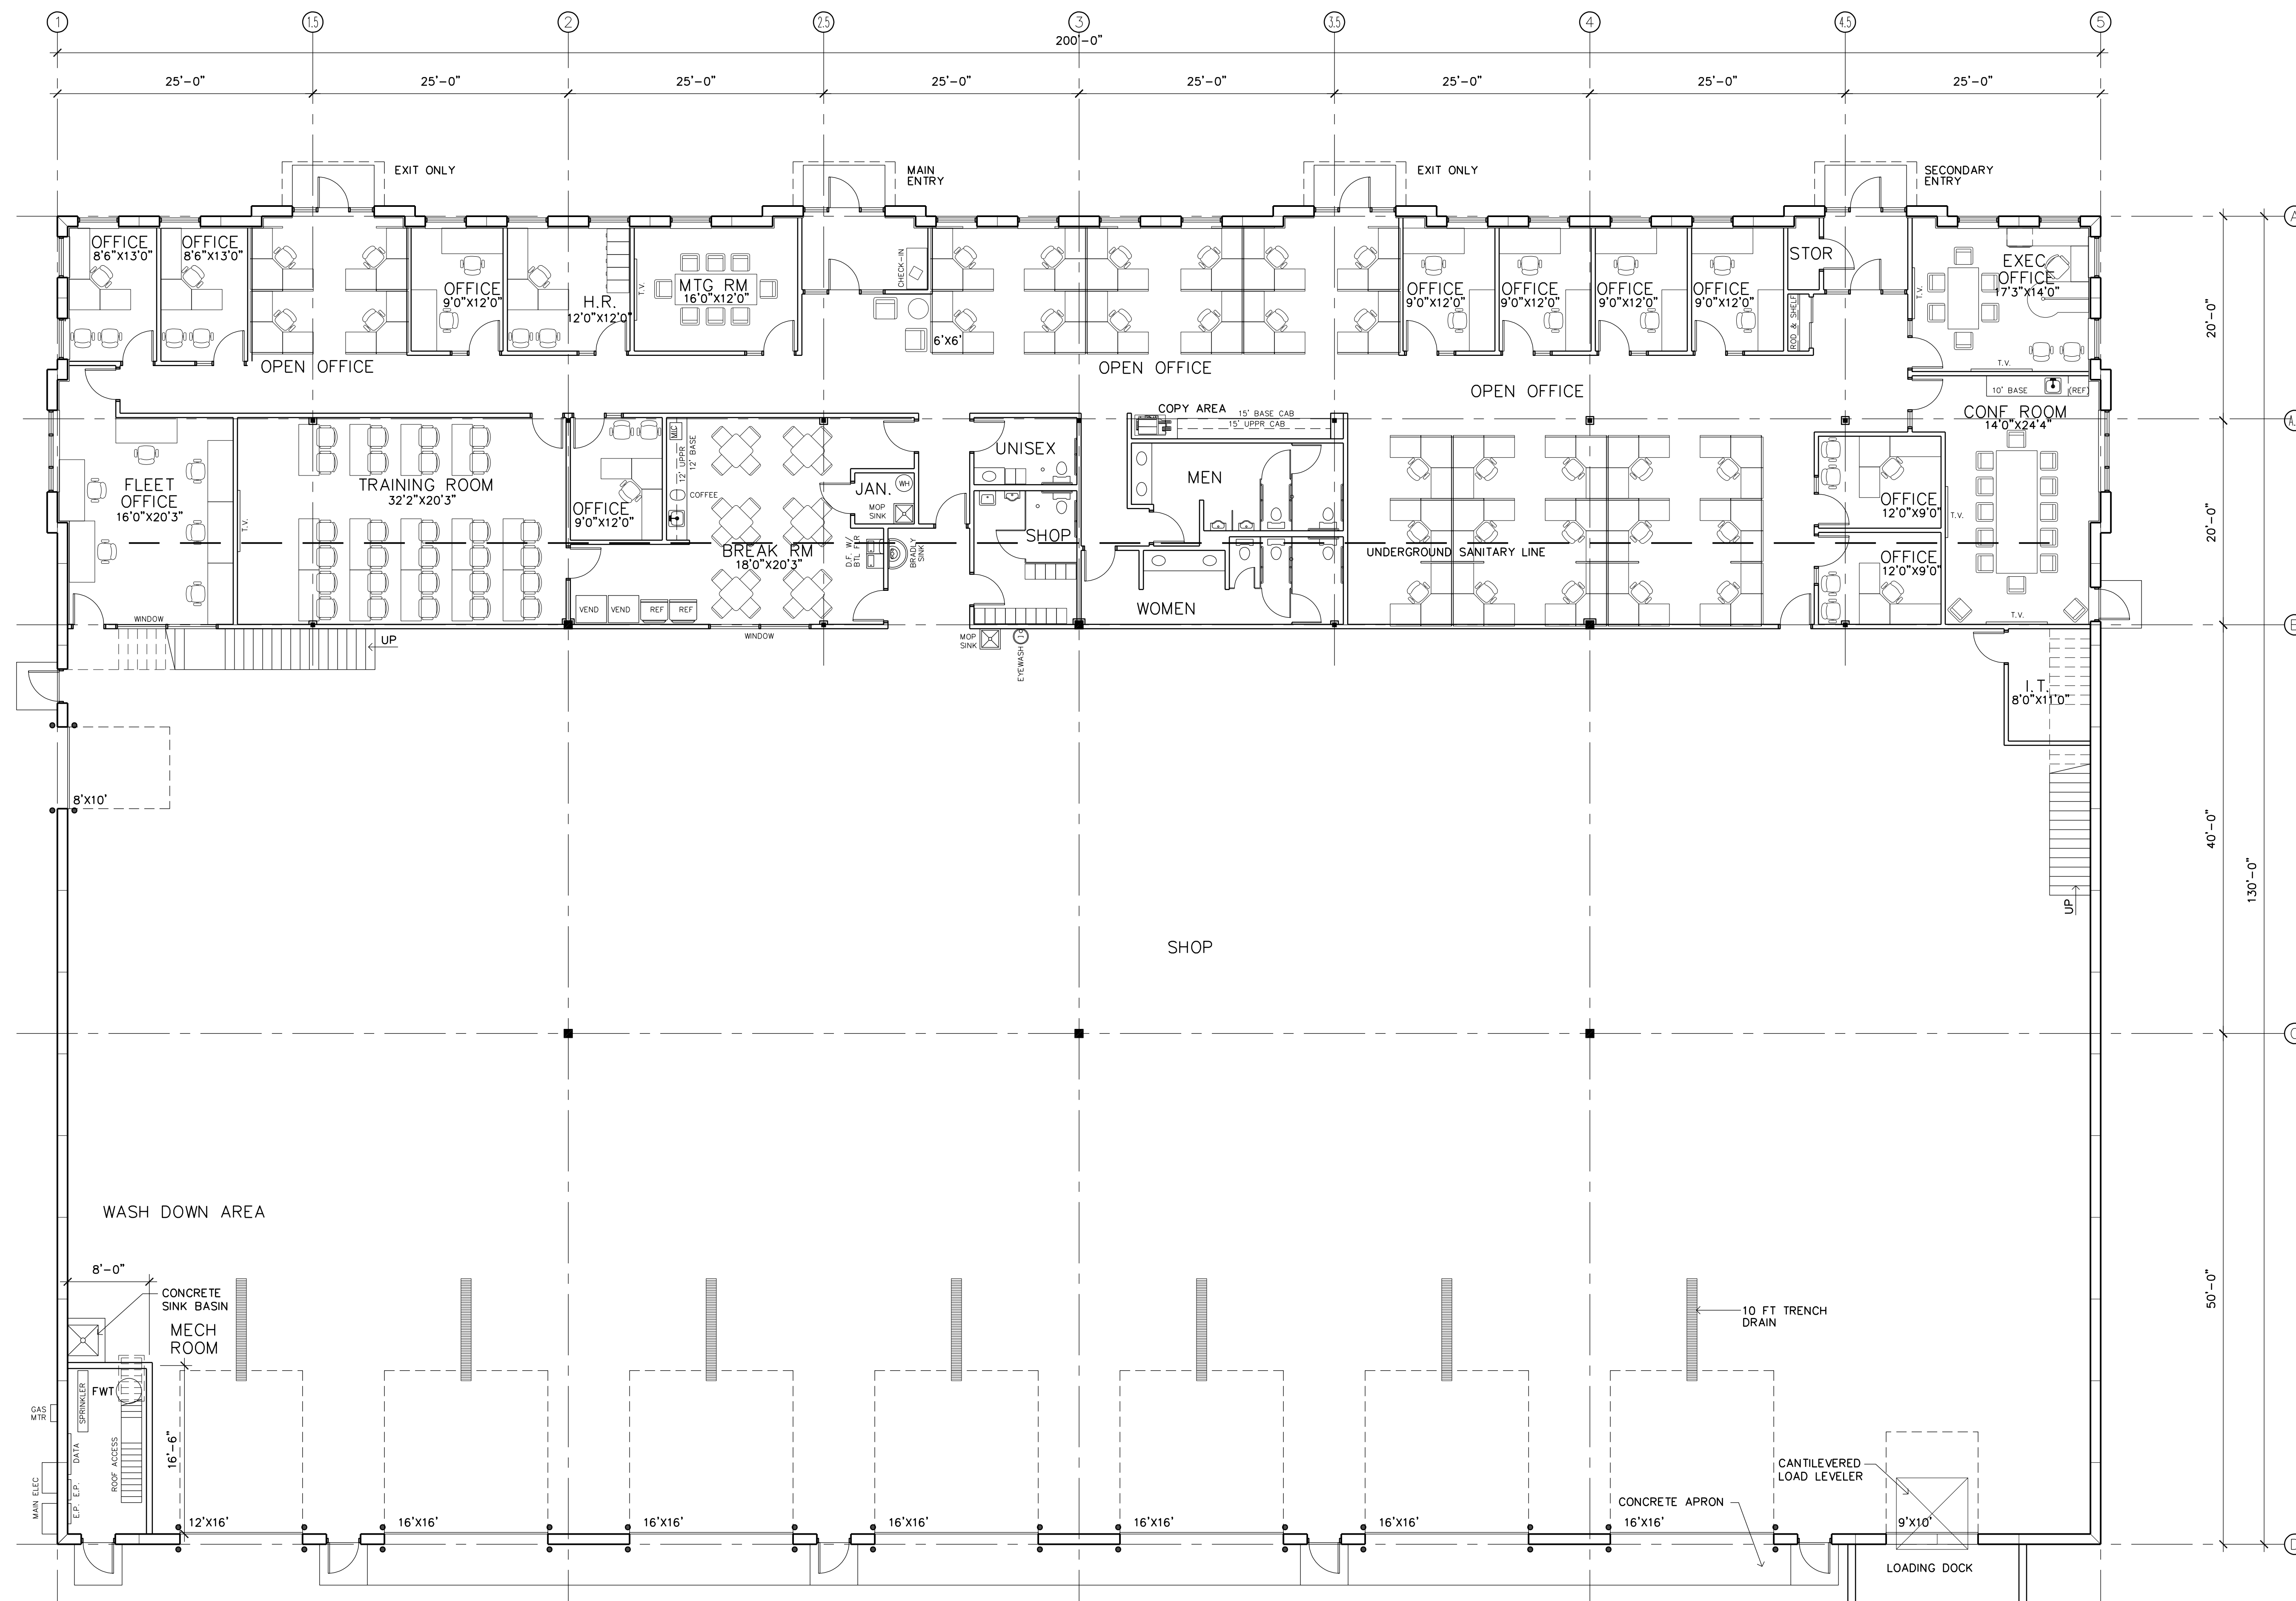 1
1.5
2
2.5
3
3.5
4
4.5
5
200'-0"
25'-0"
25'-0"
25'-0"
25'-0"
25'-0"
25'-0"
25'-0"
25'-0"
EXIT ONLY
MAIN
ENTRY
EXIT ONLY
SECONDARY
ENTRY
A
OFFICE
8'6"X13'0"
OFFICE
8'6"X13'0"
OFFICE
9'0"X12'0"
H.R.
12'0"X12'0"
T.V.
MTG RM
16'0"X12'0"
CHECK-IN
6'X6'
OFFICE
9'0"X12'0"
OFFICE
9'0"X12'0"
OFFICE
9'0"X12'0"
OFFICE
9'0"X12'0"
STOR
ROD & SHELF
EXEC
OFFICE
17'3"X14'0"
T.V.
T.V.
20'-0"
OPEN OFFICE
OPEN OFFICE
OPEN OFFICE
10' BASE
(REF)
CONF ROOM
14'0"X24'4"
T.V.
T.V.
COPY AREA
15' BASE CAB
15' UPPR CAB
FLEET
OFFICE
16'0"X20'3"
WINDOW
T.V.
TRAINING ROOM
32'2"X20'3"
OFFICE
9'0"X12'0"
MIC
12' UPPR
12' BASE
COFFEE
BREAK RM
18'0"X20'3"
VEND
VEND
REF
REF
WINDOW
JAN.
WH
MOP
SINK
D.F. W/
BTL FLR
BRADLY
SINK
UNISEX
SHOP
MEN
WOMEN
UNDERGROUND SANITARY LINE
OFFICE
12'0"X9'0"
OFFICE
12'0"X9'0"
20'-0"
UP
MOP
SINK
EYEWASH
I.T.
8'0"X11'0"
UP
8'X10'
40'-0"
130'-0"
SHOP
WASH DOWN AREA
8'-0"
CONCRETE
SINK BASIN
MECH
ROOM
10 FT TRENCH
DRAIN
50'-0"
FWT
SPRINKLER
GAS
MTR
DATA
ROOF ACCESS
16'-6"
MAIN ELEC
E.P.
E.P.
CANTILEVERED
LOAD LEVELER
CONCRETE APRON
12'X16'
16'X16'
16'X16'
16'X16'
16'X16'
16'X16'
16'X16'
9'X10'
LOADING DOCK